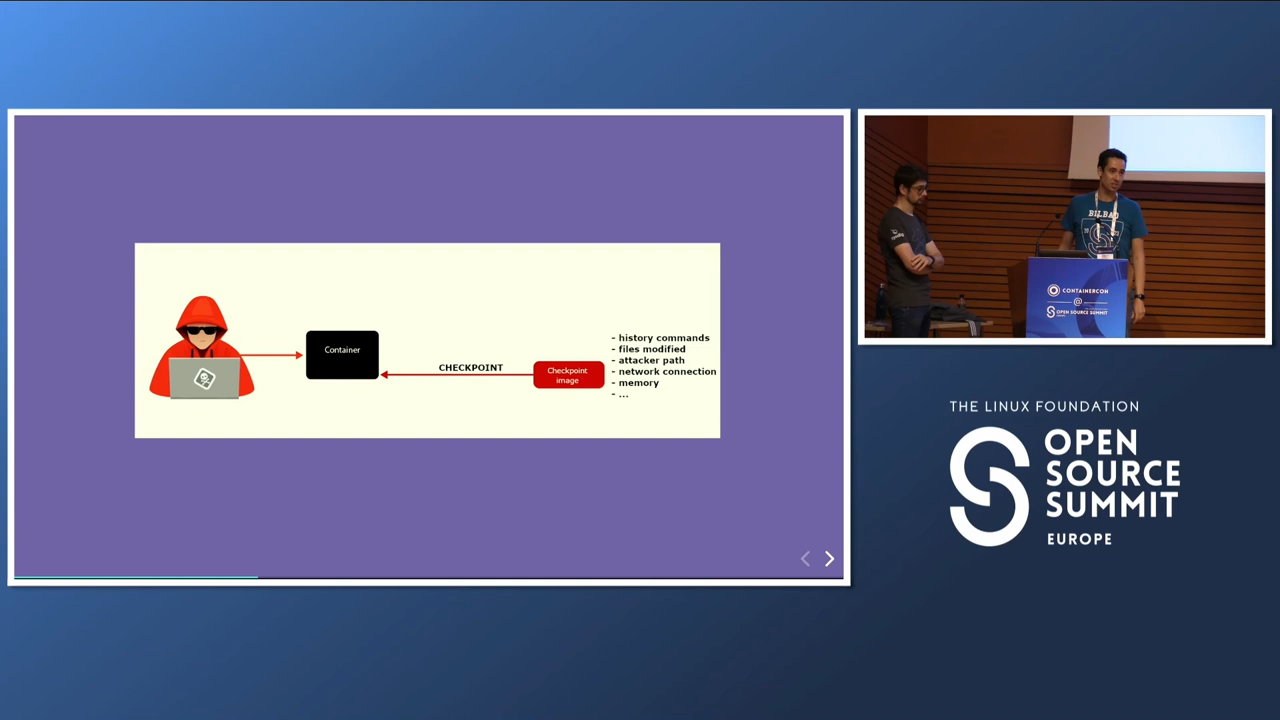 Container
CHECKPOINT
Checkpoint
image
- history commands
- files modified
- attacker path
- network connection
- memory
- ...
BILBAO
CONTAINERCON
@
OPEN SOURCE SUMMIT
THE LINUX FOUNDATION
OPEN
SOURCE
SUMMIT
EUROPE